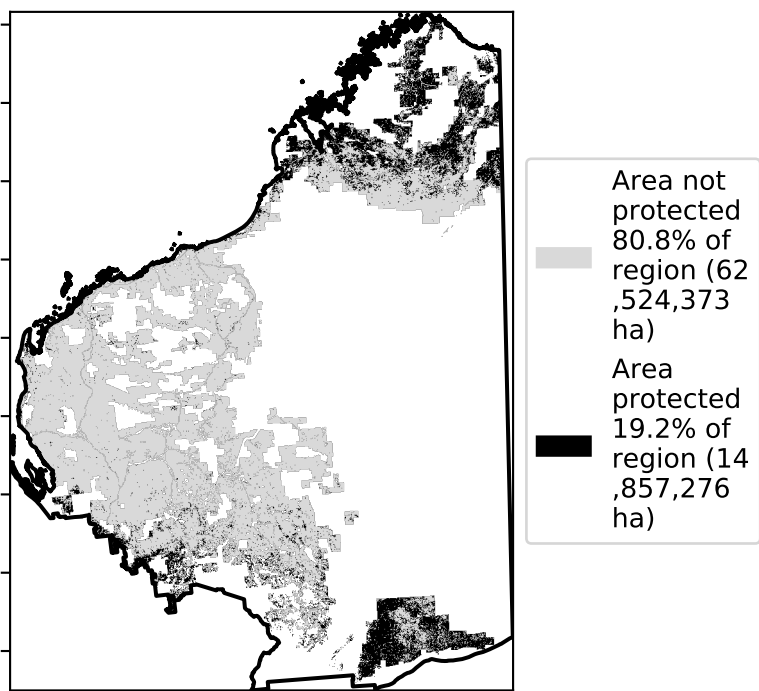 Area not
protected
80.8% of
region (62
,524,373
ha)
Area
protected
19.2% of
region (14
,857,276
ha)